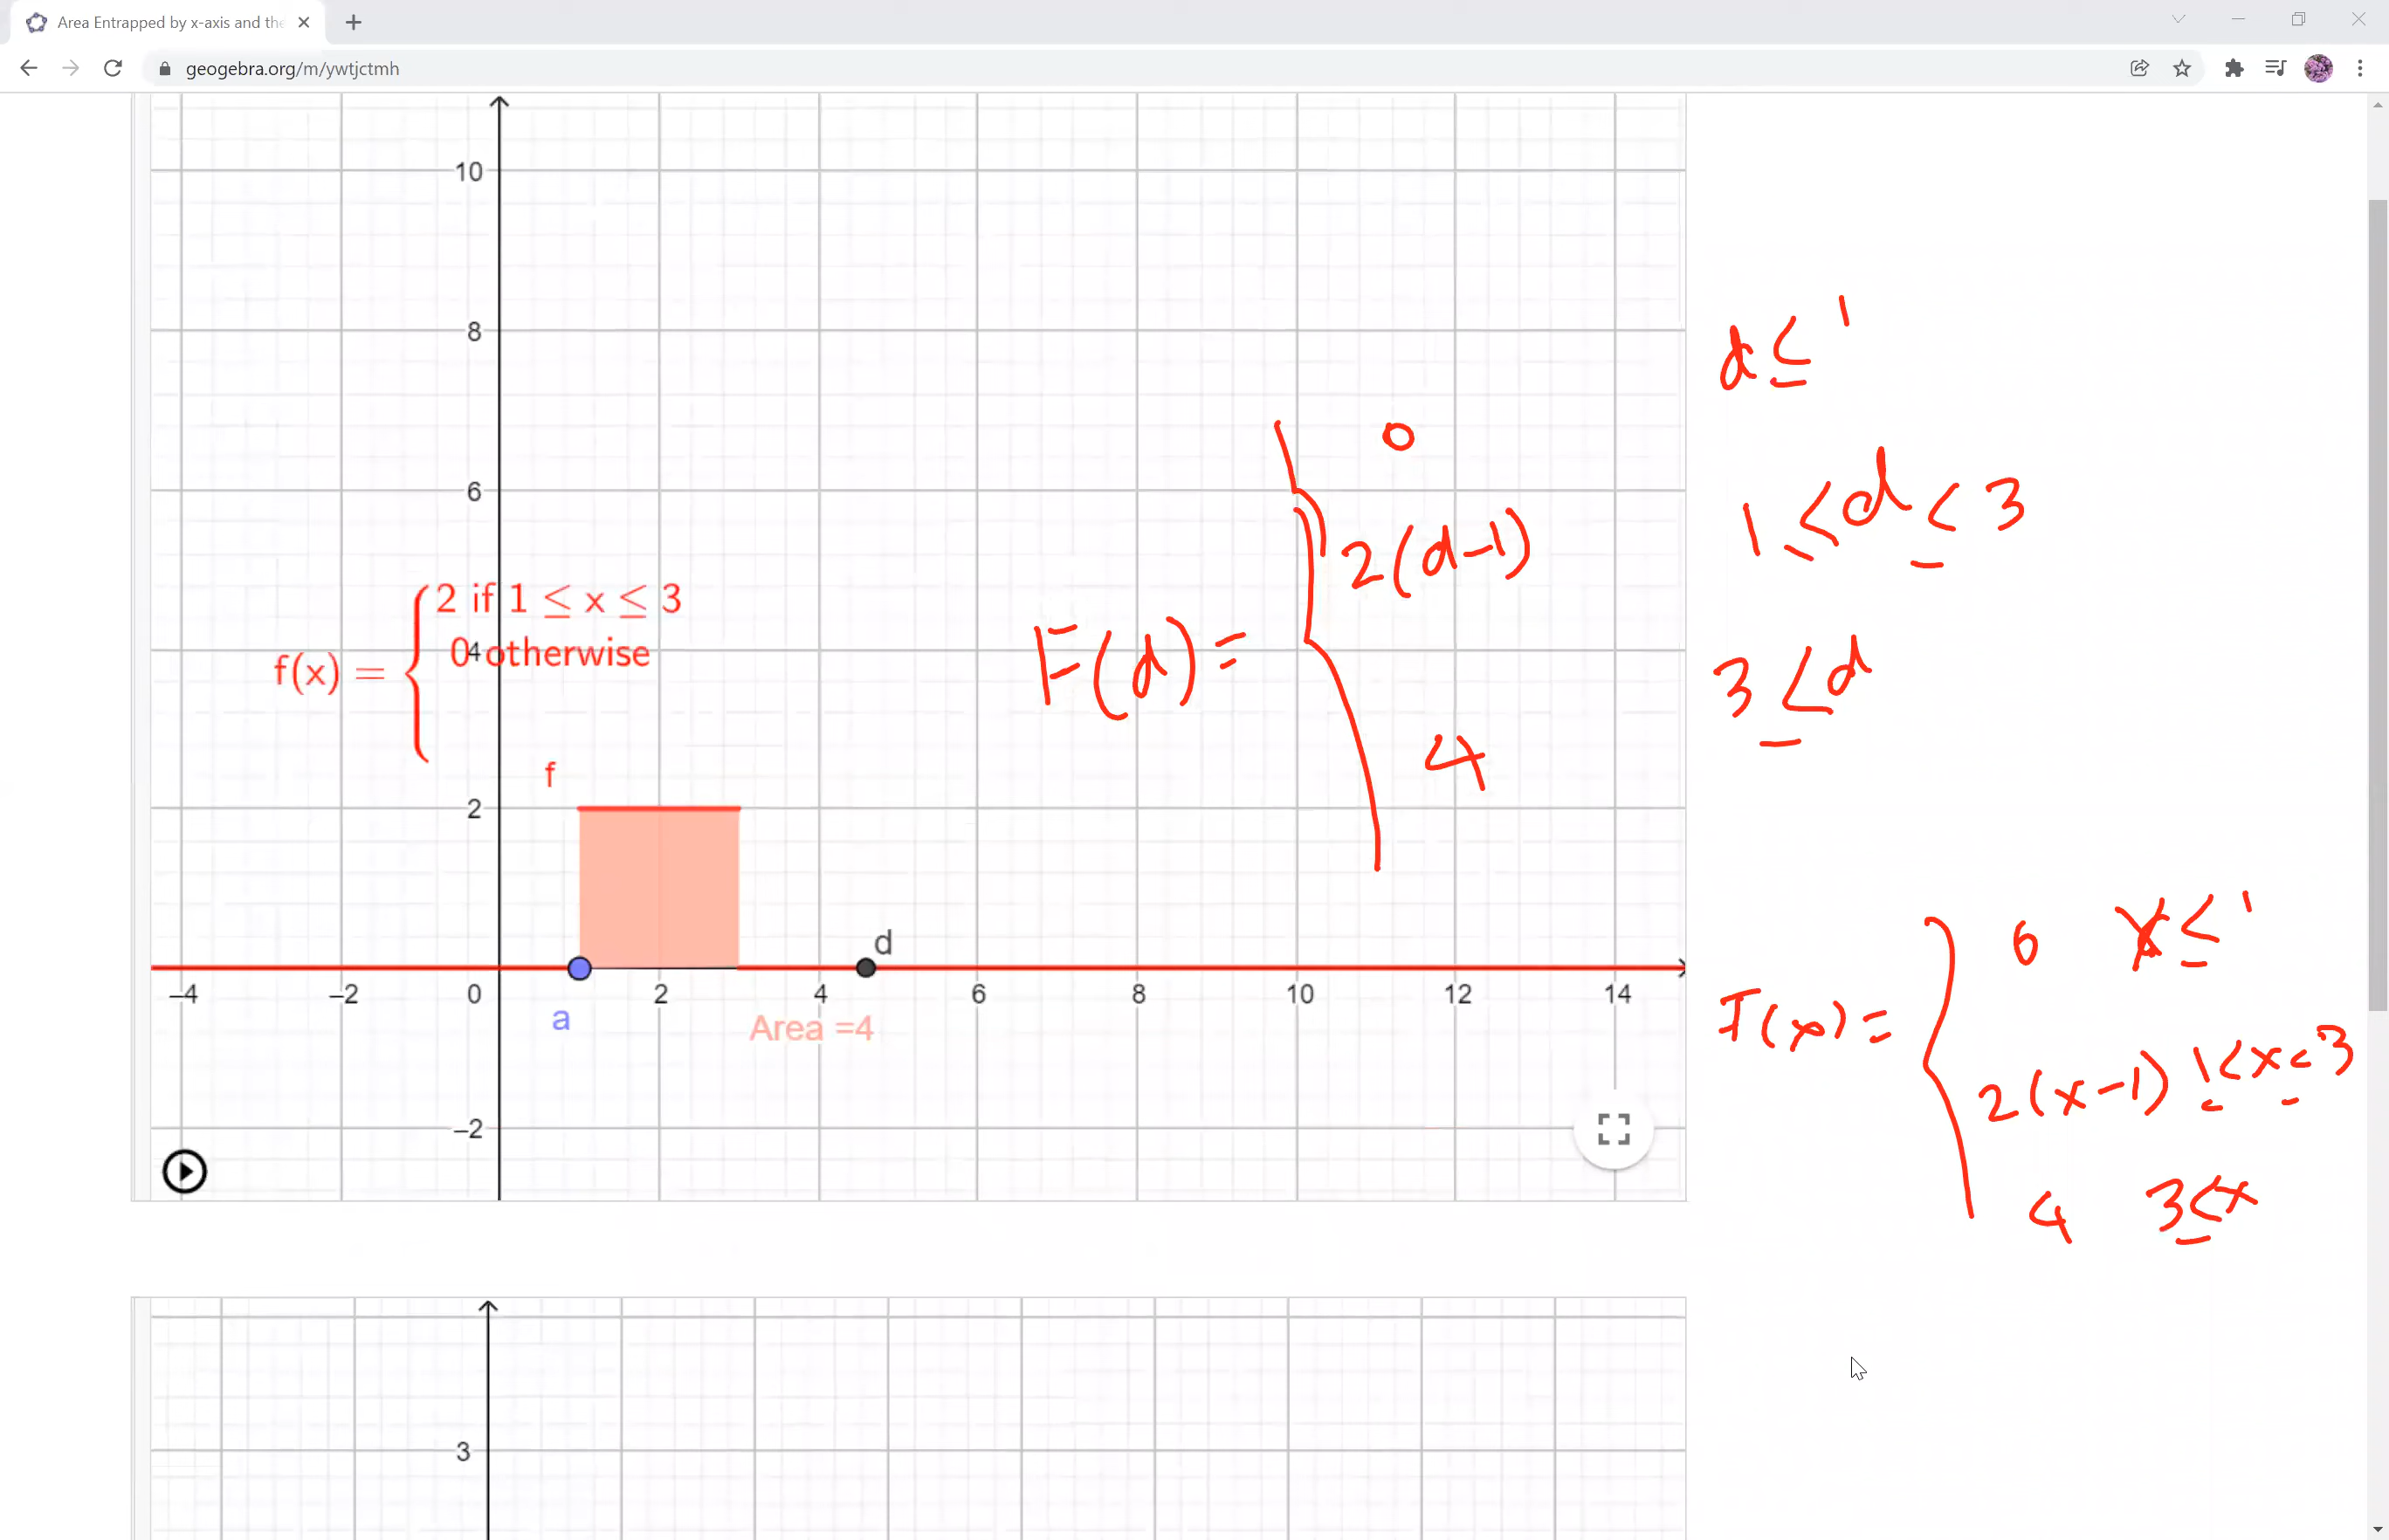 Area Entrapped by x-axis and the
geogebra.org/m/ywtjctmh
10
8
6
4
2
0
-2
f(x) = { 2 if 1 ≤ x ≤ 3
0 otherwise
f
d
a
Area =4
–4 –2 0 2 4 6 8 10 12 14
F(d) =
0 d ≤ 1
2(d-1) 1 ≤ d ≤ 3
4 3 ≤ d
F(x) =
0 x ≤ 1
2(x-1) 1 ≤ x ≤ 3
4 3 ≤ x
3